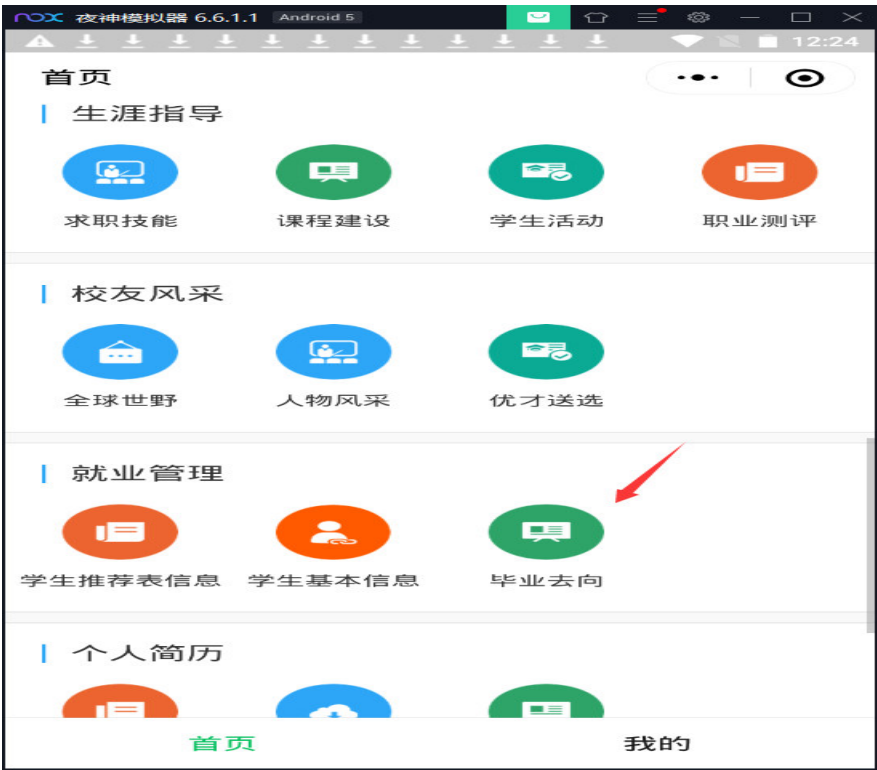 nox 夜神模拟器 6.6.1.1 Android 5
12:24
首页
生涯指导
求职技能 课程建设 学生活动 职业测评
校友风采
全球世野 人物风采 优才送选
就业管理
学生推荐表信息 学生基本信息 毕业去向
个人简历
首页 我的